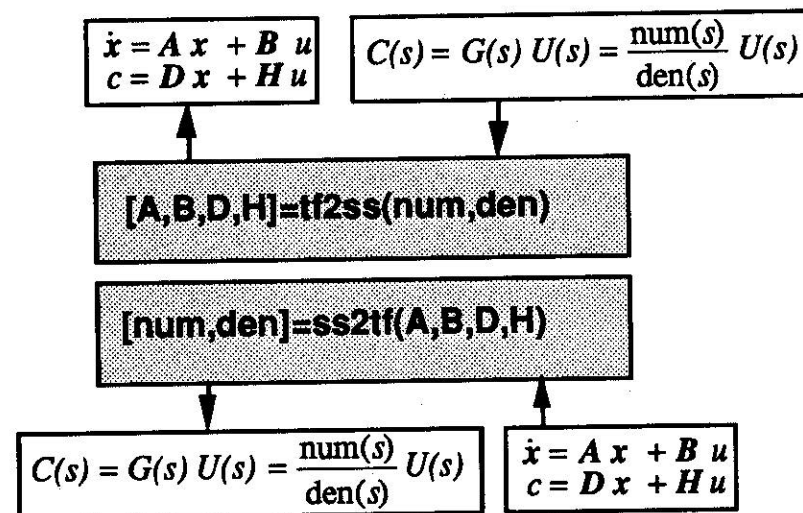 ẋ = A x + B u
c = D x + H u
C(s) = G(s) U(s) = num(s)/den(s) U(s)
[A,B,D,H]=tf2ss(num,den)
[num,den]=ss2tf(A,B,D,H)
C(s) = G(s) U(s) = num(s)/den(s) U(s)
ẋ = A x + B u
c = D x + H u